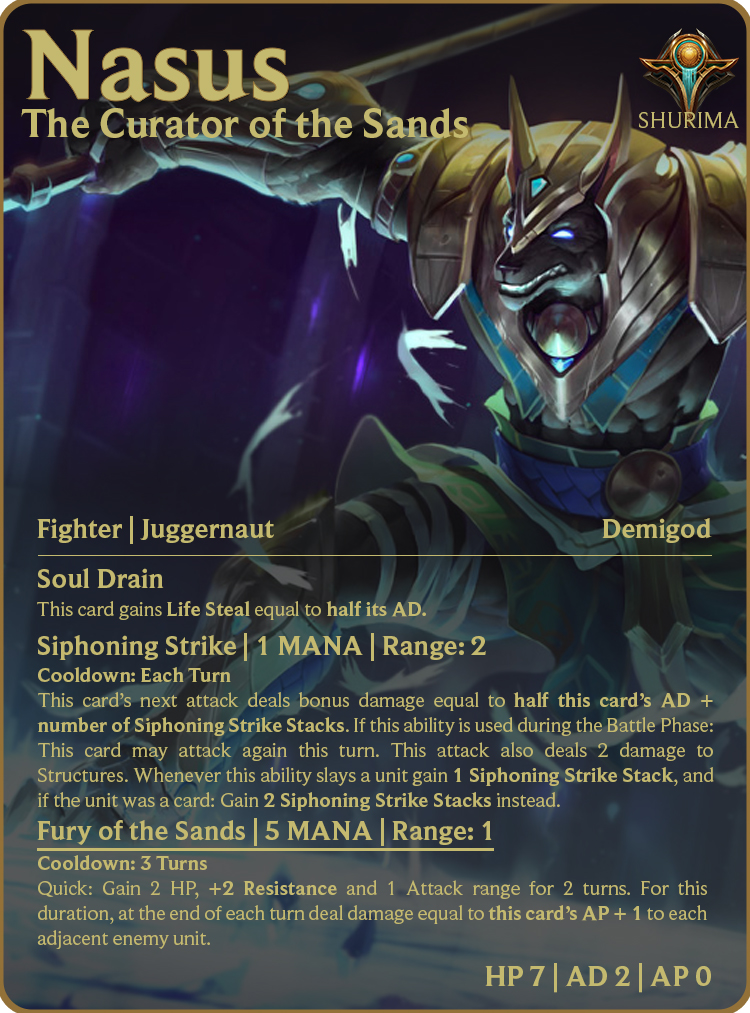 Nasus
The Curator of the Sands
SHURIMA
Fighter | Juggernaut
Demigod
Soul Drain
This card gains Life Steal equal to half its AD.
Siphoning Strike | 1 MANA | Range: 2
Cooldown: Each Turn
This card's next attack deals bonus damage equal to half this card's AD +
number of Siphoning Strike Stacks. If this ability is used during the Battle Phase:
This card may attack again this turn. This attack also deals 2 damage to
Structures. Whenever this ability slays a unit gain 1 Siphoning Strike Stack, and
if the unit was a card: Gain 2 Siphoning Strike Stacks instead.
Fury of the Sands | 5 MANA | Range: 1
Cooldown: 3 Turns
Quick: Gain 2 HP, +2 Resistance and 1 Attack range for 2 turns. For this
duration, at the end of each turn deal damage equal to this card's AP + 1 to each
adjacent enemy unit.
HP 7 | AD 2 | AP 0